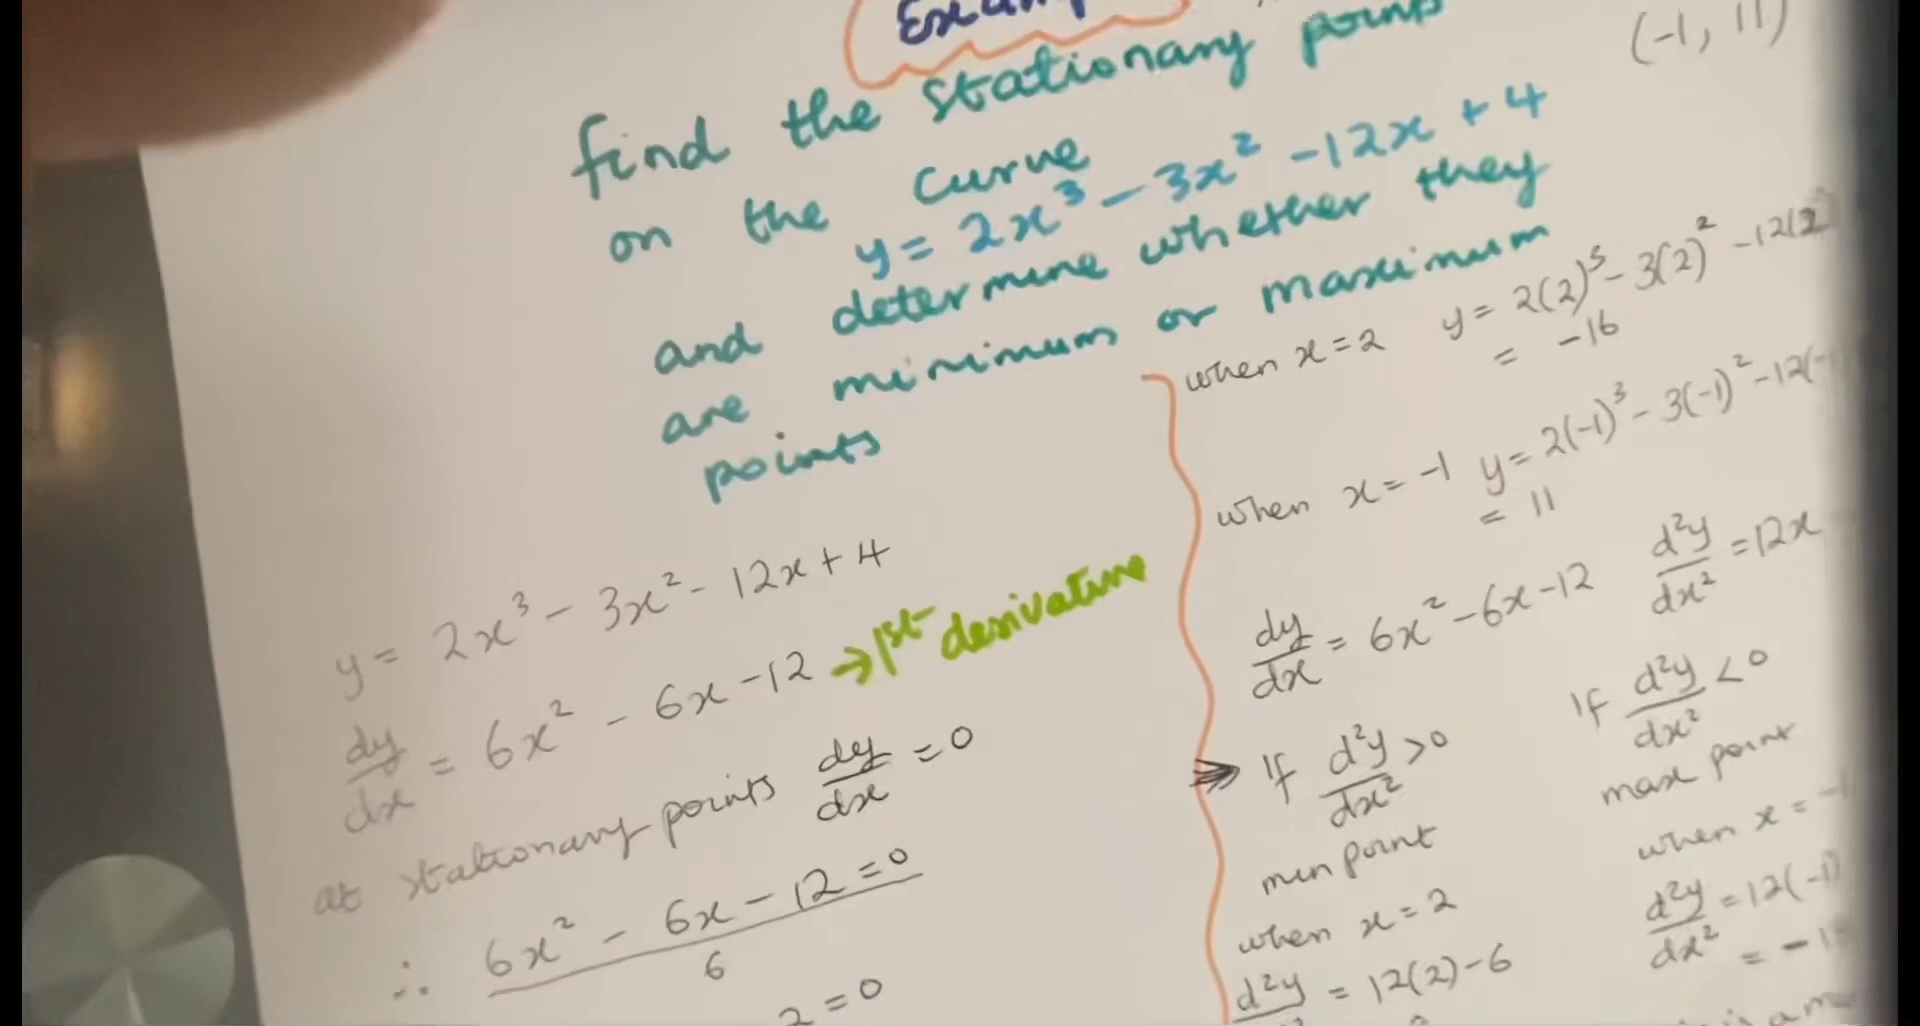 find the stationary points
on the curve
y = 2x³ - 3x² - 12x + 4
and determine whether they
are minimum or maximum
points
y = 2x³ - 3x² - 12x + 4
dy/dx = 6x² - 6x - 12 → 1st derivative
at stationary points dy/dx = 0
∴ 6x² - 6x - 12 = 0
6
2 = 0
(-1, 11)
when x = 2 y = 2(2)³ - 3(2)² - 12(2)
= -16
when x = -1 y = 2(-1)³ - 3(-1)² - 12(-
= 11
dy/dx = 6x² - 6x - 12 d²y/dx² = 12x
If d²y/dx² > 0
min point
when x = 2
d²y = 12(2) - 6
If d²y/dx² < 0
max point
when x = -
d²y/dx² = 12(-1)
= -1